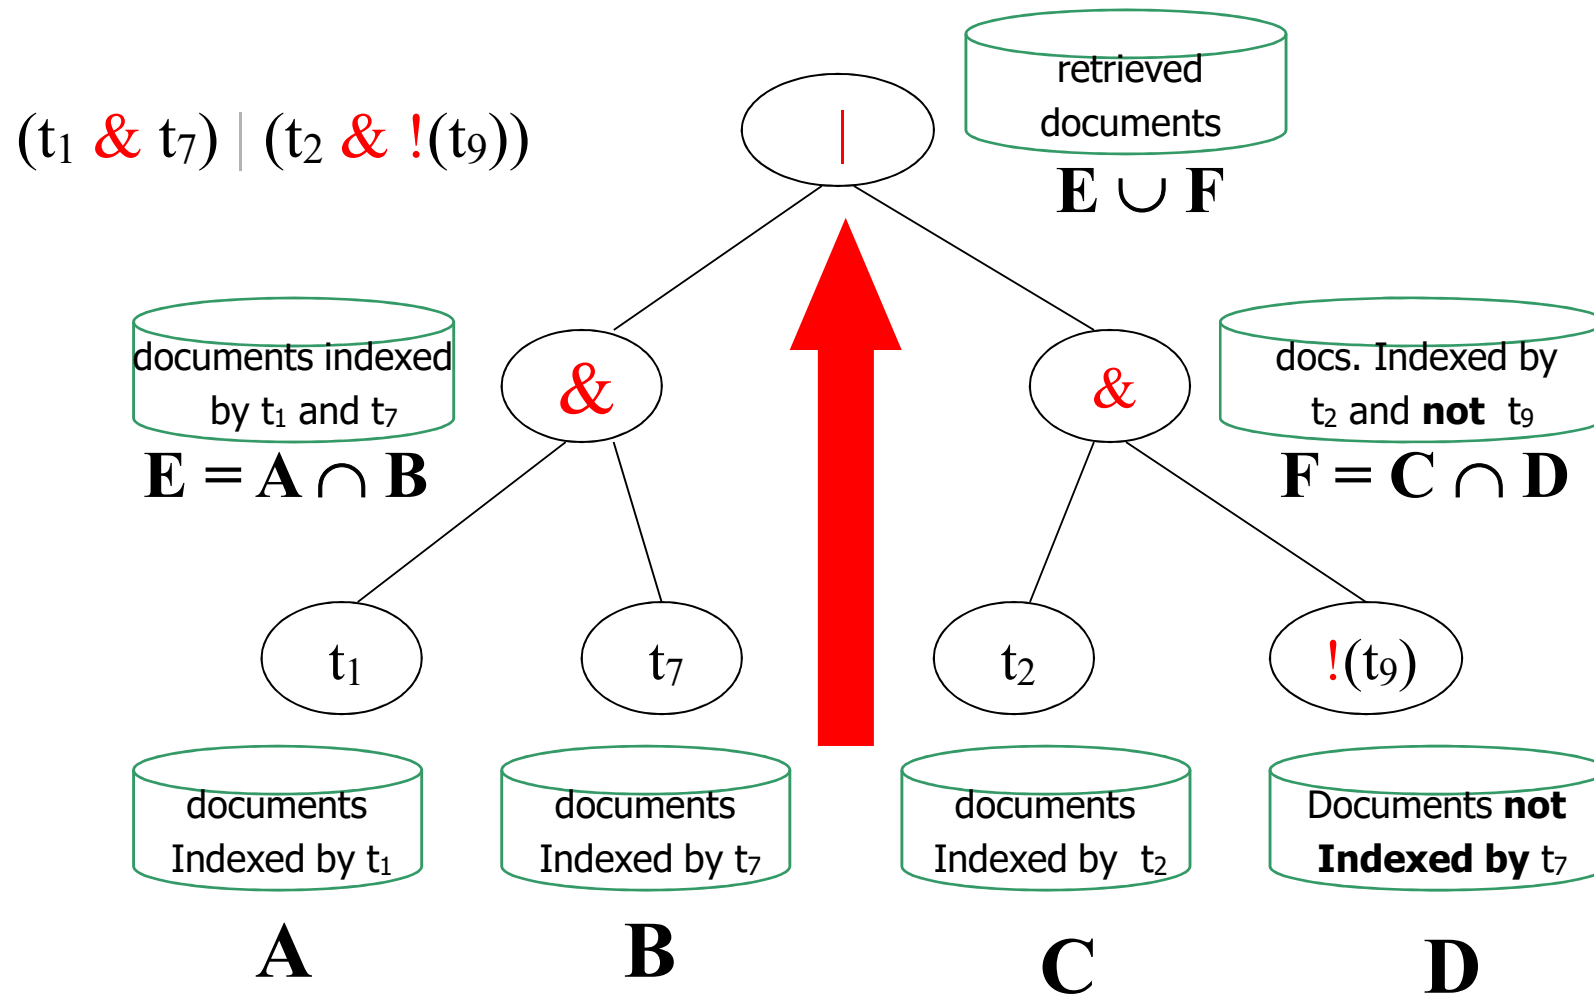 retrieved
documents
(t₁ & t₇) | (t₂ & !(t₉))
|
E ∪ F
documents indexed
by t₁ and t₇
&
&
docs. Indexed by
t₂ and not t₉
E = A ∩ B
F = C ∩ D
t₁
t₇
t₂
!(t₉)
documents
Indexed by t₁
documents
Indexed by t₇
documents
Indexed by t₂
Documents not
Indexed by t₇
A
B
C
D